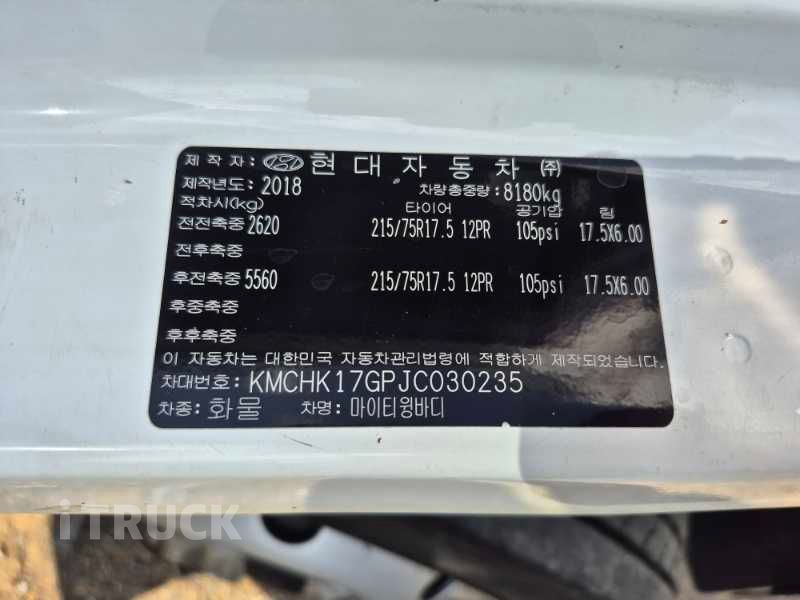 제작자: 현대자동차 ㈜
제작년도: 2018 차량총중량: 8180kg
적차시(kg) 타이어 공기압 림
전전축중 2620 215/75R17.5 12PR 105psi 17.5X6.00
전후축중
후전축중 5560 215/75R17.5 12PR 105psi 17.5X6.00
후중축중
후후축중
이 자동차는 대한민국 자동차관리법령에 적합하게 제작되었습니다.
차대번호: KMCHK17GPJC030235
차종: 화물 차명: 마이티윙바디
iTRUCK